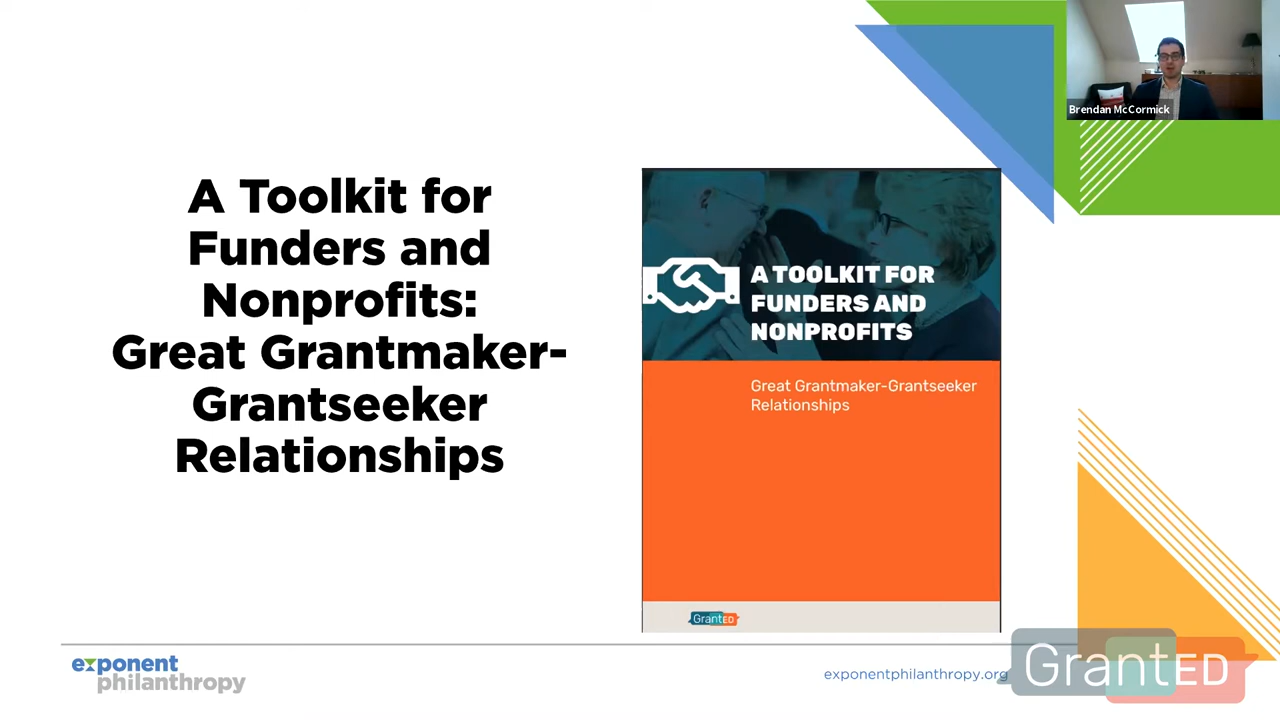 Brendan McCormick
A Toolkit for
Funders and
Nonprofits:
Great Grantmaker-
Grantseeker
Relationships
A TOOLKIT FOR
FUNDERS AND
NONPROFITS
Great Grantmaker-Grantseeker
Relationships
GrantED
exponent
philanthropy
exponentphilanthropy.org
GrantED